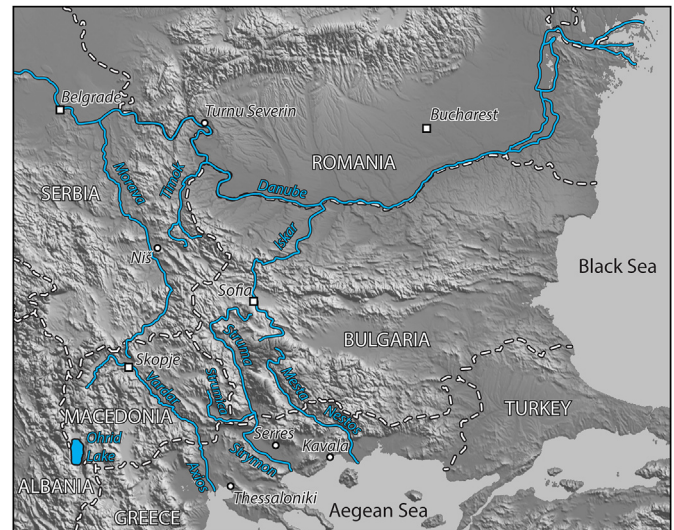 Belgrade
Turnu Severin
Bucharest
ROMANIA
Morava
Timok
SERBIA
Danube
Iskar
Niš
Black Sea
Sofia
Struma
BULGARIA
Skopje
Vardar
Strumica
Mesta
Nestos
TURKEY
MACEDONIA
Ohrid
Lake
Serres
Kavala
Strymon
Axios
ALBANIA
Thessaloniki
Aegean Sea
GREECE